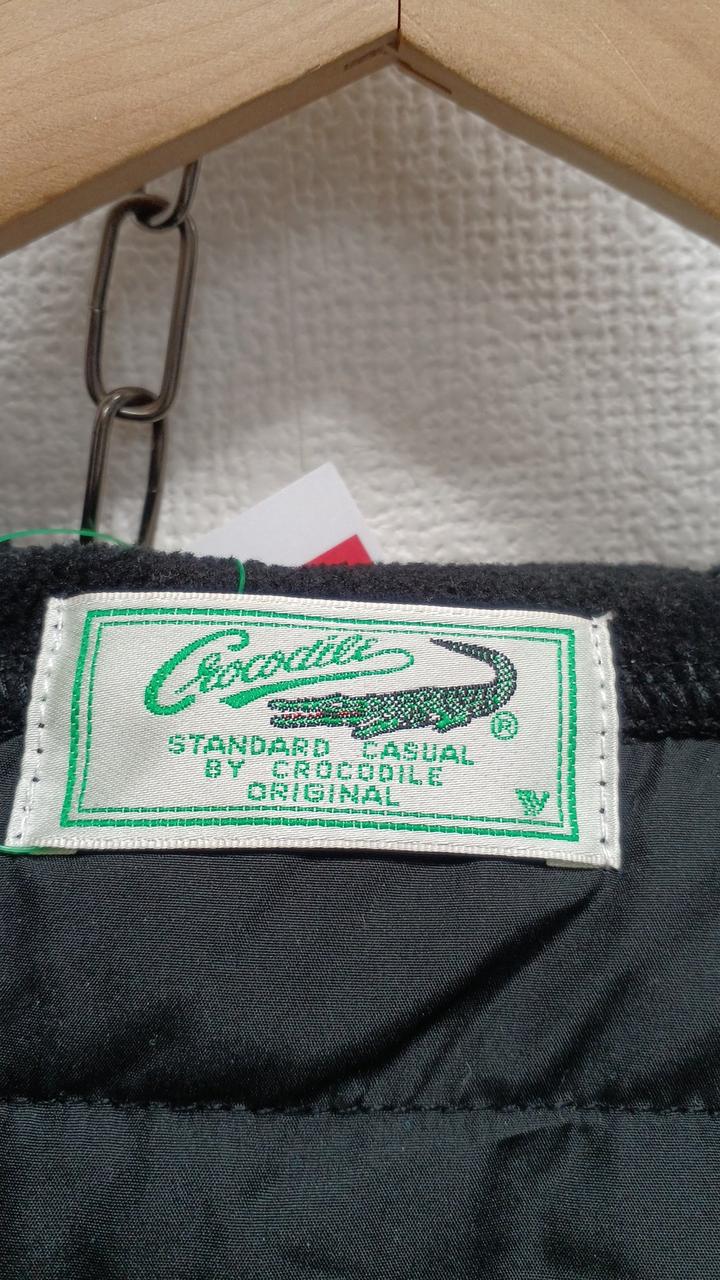 Crocodile
®
STANDARD CASUAL
BY CROCODILE
ORIGINAL